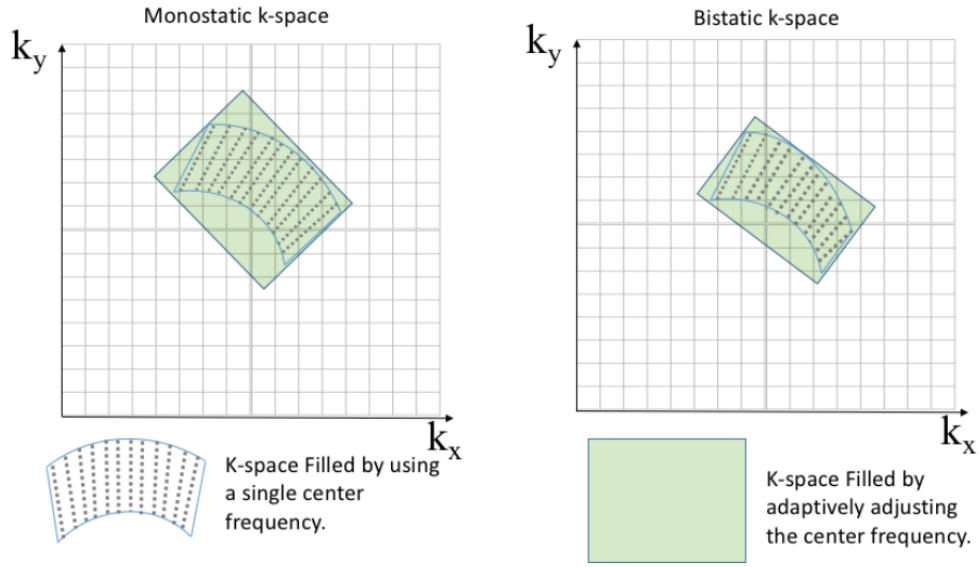 Monostatic k-space
Bistatic k-space
ky
ky
kx
kx
K-space Filled by using
a single center
frequency.
K-space Filled by
adaptively adjusting
the center frequency.